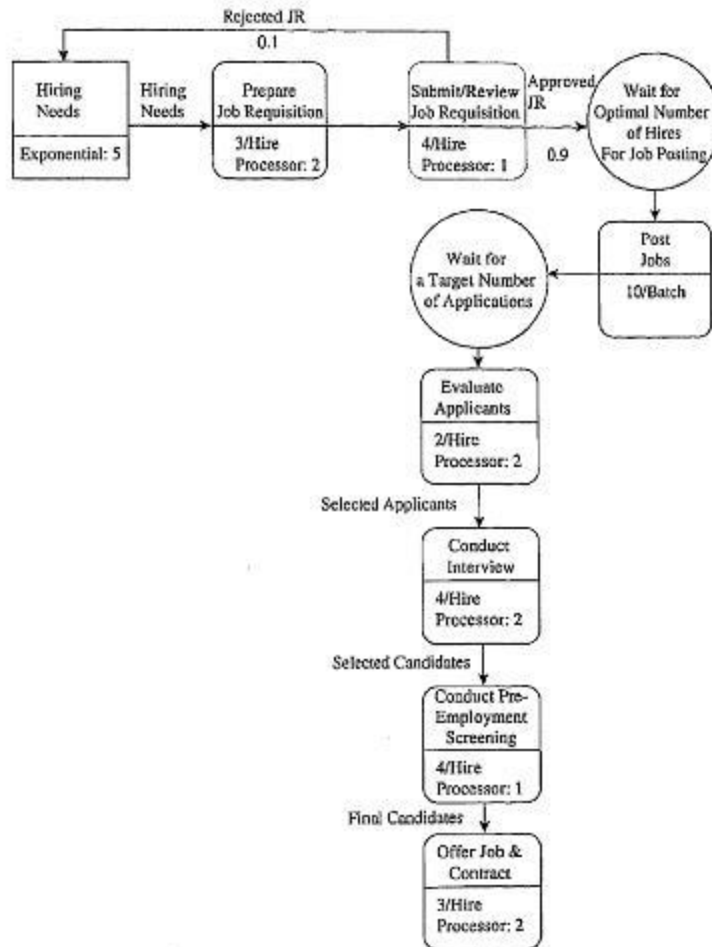 Rejected JR
0.1
Hiring
Needs
Exponential: 5
Hiring
Needs
Prepare
Job Requisition
3/Hire
Processor: 2
Submit/Review
Job Requisition
4/Hire
Processor: 1
Approved
JR
0.9
Wait for
Optimal Number
of Hires
For Job Posting
Post
Jobs
10/Batch
Wait for
a Target Number
of Applications
Evaluate
Applicants
2/Hire
Processor: 2
Selected Applicants
Conduct
Interview
4/Hire
Processor: 2
Selected Candidates
Conduct Pre-
Employment
Screening
4/Hire
Processor: 1
Final Candidates
Offer Job &
Contract
3/Hire
Processor: 2